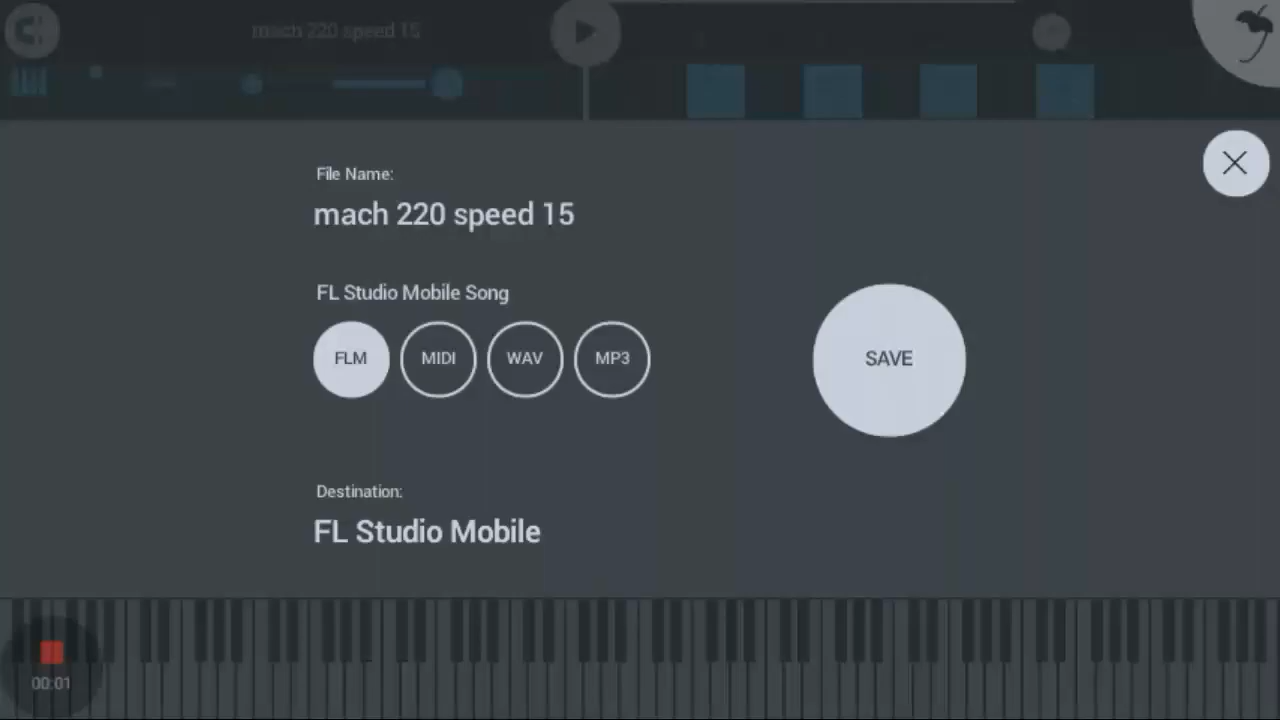 mach 220 speed 15
File Name:
mach 220 speed 15
FL Studio Mobile Song
FLM MIDI WAV MP3
SAVE
Destination:
FL Studio Mobile
00:01